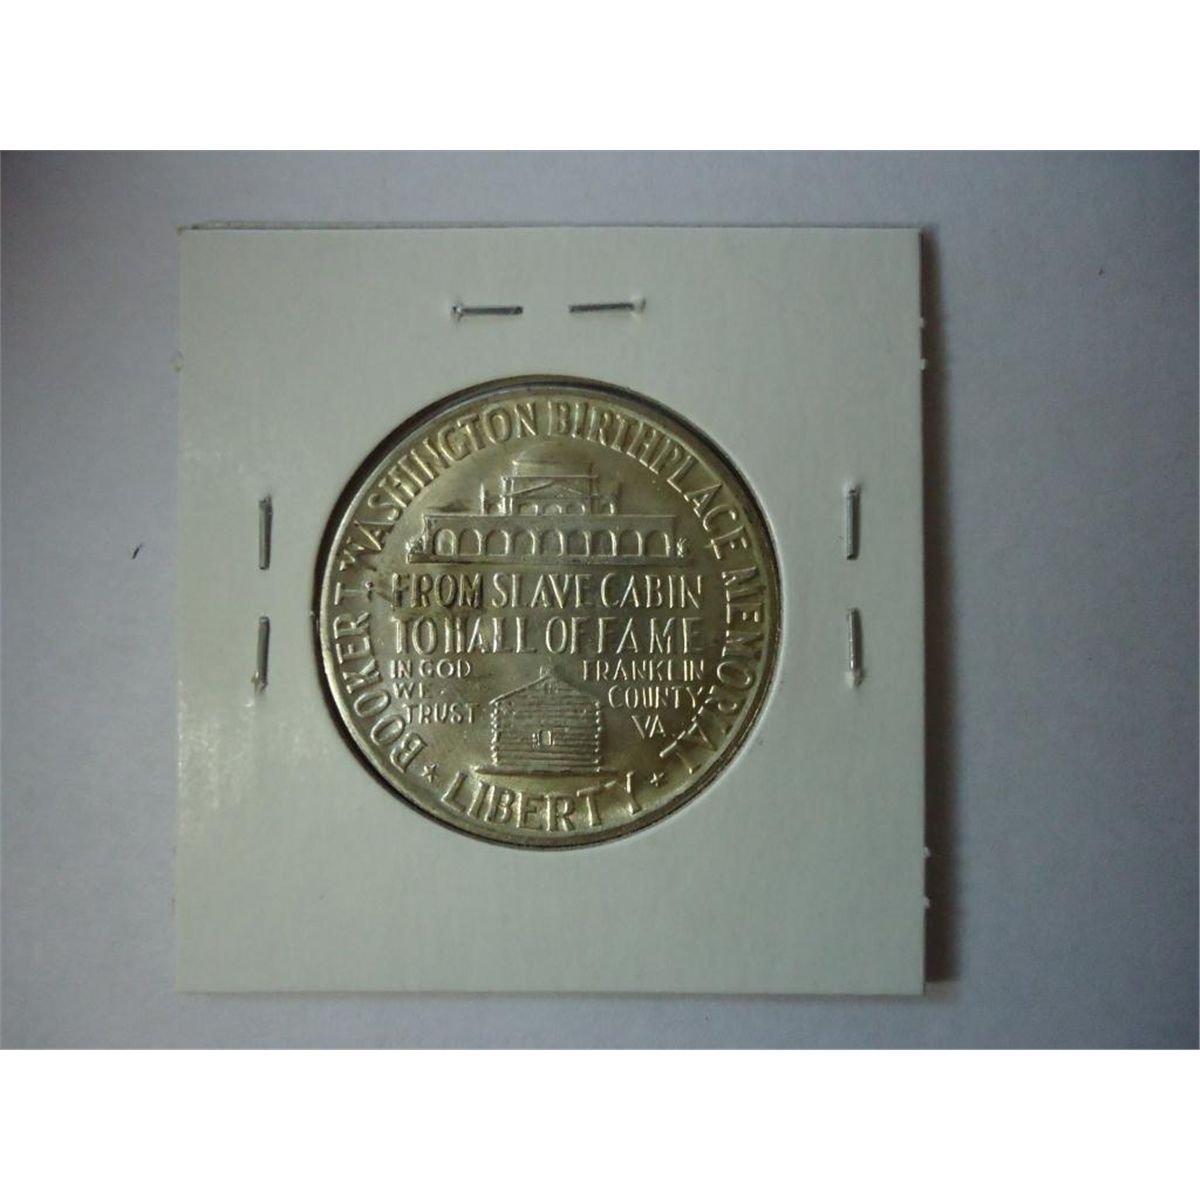 BOOKER T. WASHINGTON BIRTHPLACE MEMORIAL
FROM SLAVE CABIN
TO HALL OF FAME
IN GOD
WE
TRUST
FRANKLIN
COUNTY,
VA.
LIBERTY